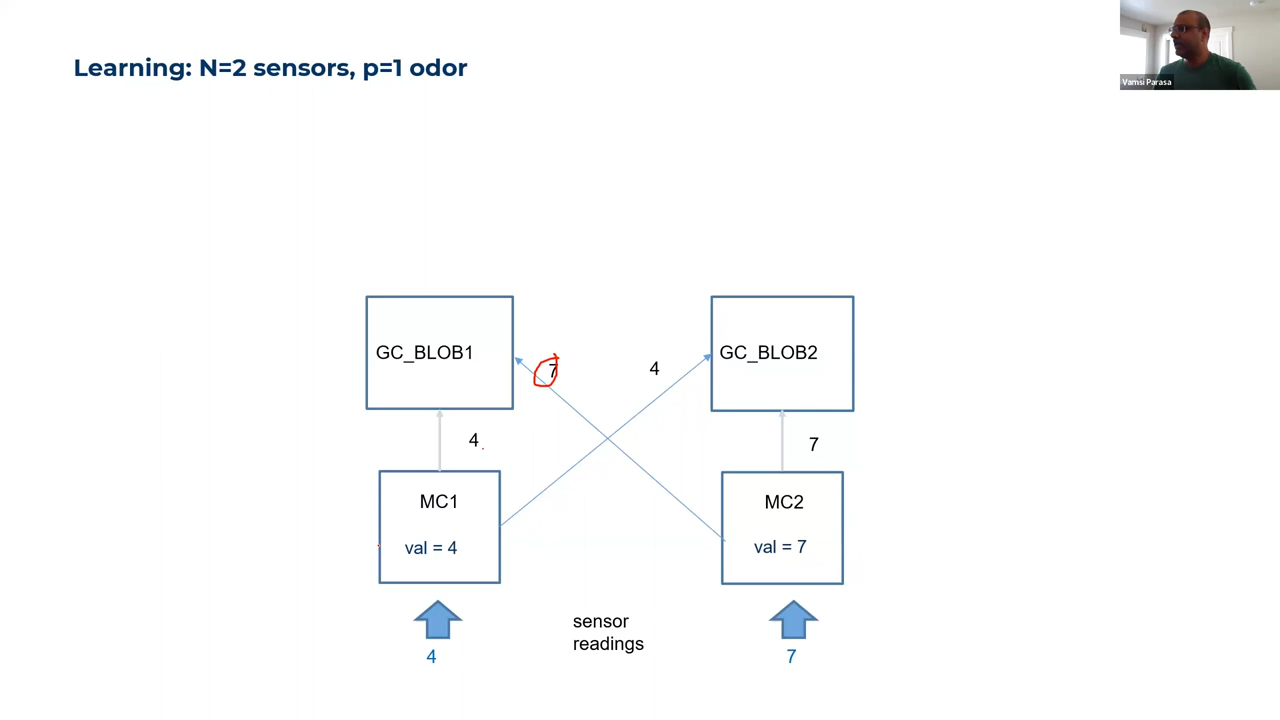 Learning: N=2 sensors, p=1 odor
Vamsi Parasa
GC_BLOB1
GC_BLOB2
7
4
4
7
MC1
MC2
val = 4
val = 7
sensor
readings
4
7